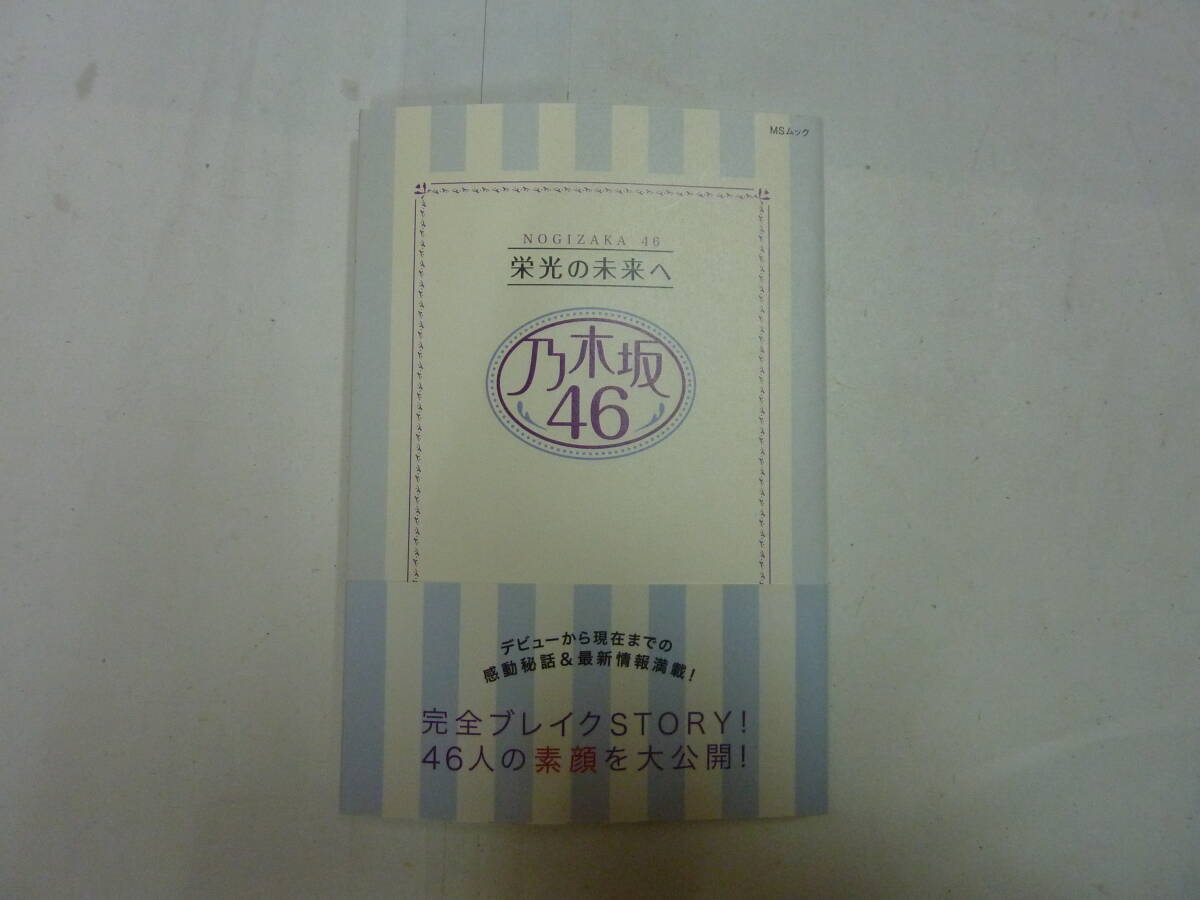 MSムック
NOGIZAKA 46
栄光の未来へ
乃木坂
46
デビューから現在までの
感動秘話&最新情報満載!
完全ブレイクSTORY!
46人の素顔を大公開!